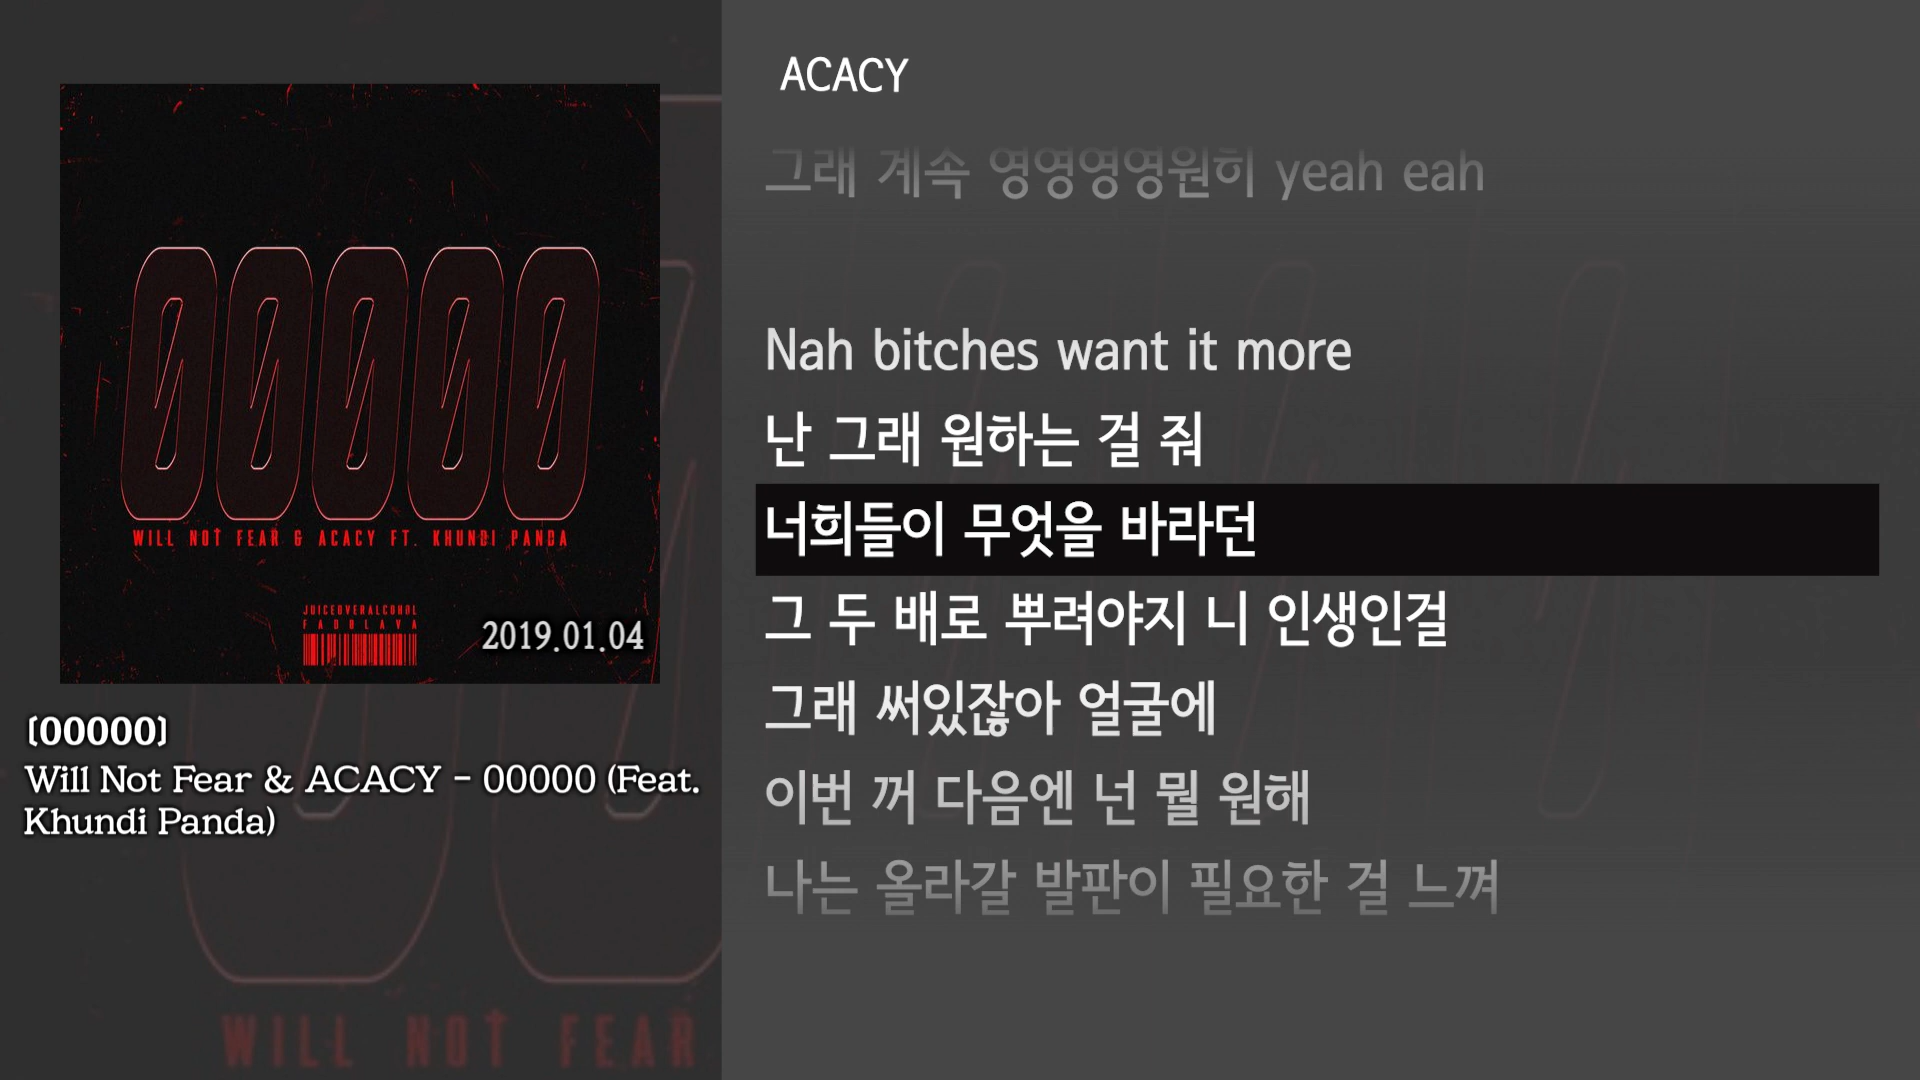 00000
WILL NOT FEAR & ACACY FT. KHUNDI PANDA
JUICEOVERALCOHOL
FADBLAVA
2019.01.04
[00000]
Will Not Fear & ACACY - 00000 (Feat.
Khundi Panda)
WILL NOT FEAR
ACACY
그래 계속 영영영영원히 yeah eah
Nah bitches want it more
난 그래 원하는 걸 줘
너희들이 무엇을 바라던
그 두 배로 뿌려야지 니 인생인걸
그래 써있잖아 얼굴에
이번 꺼 다음엔 넌 뭘 원해
나는 올라갈 발판이 필요한 걸 느껴